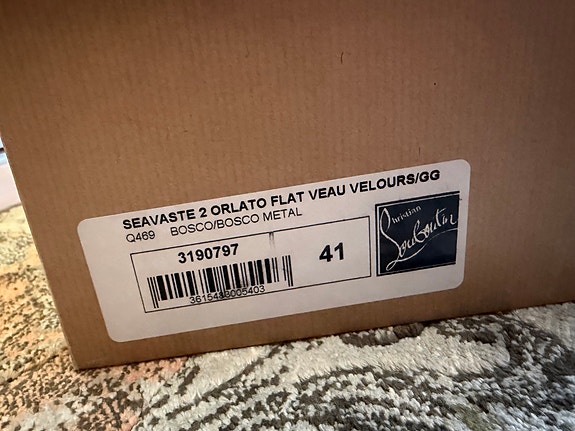 SEAVASTE 2 ORLATO FLAT VEAU VELOURS/GG
Q469 BOSCO/BOSCO METAL
3190797
41
Christian
Louboutin